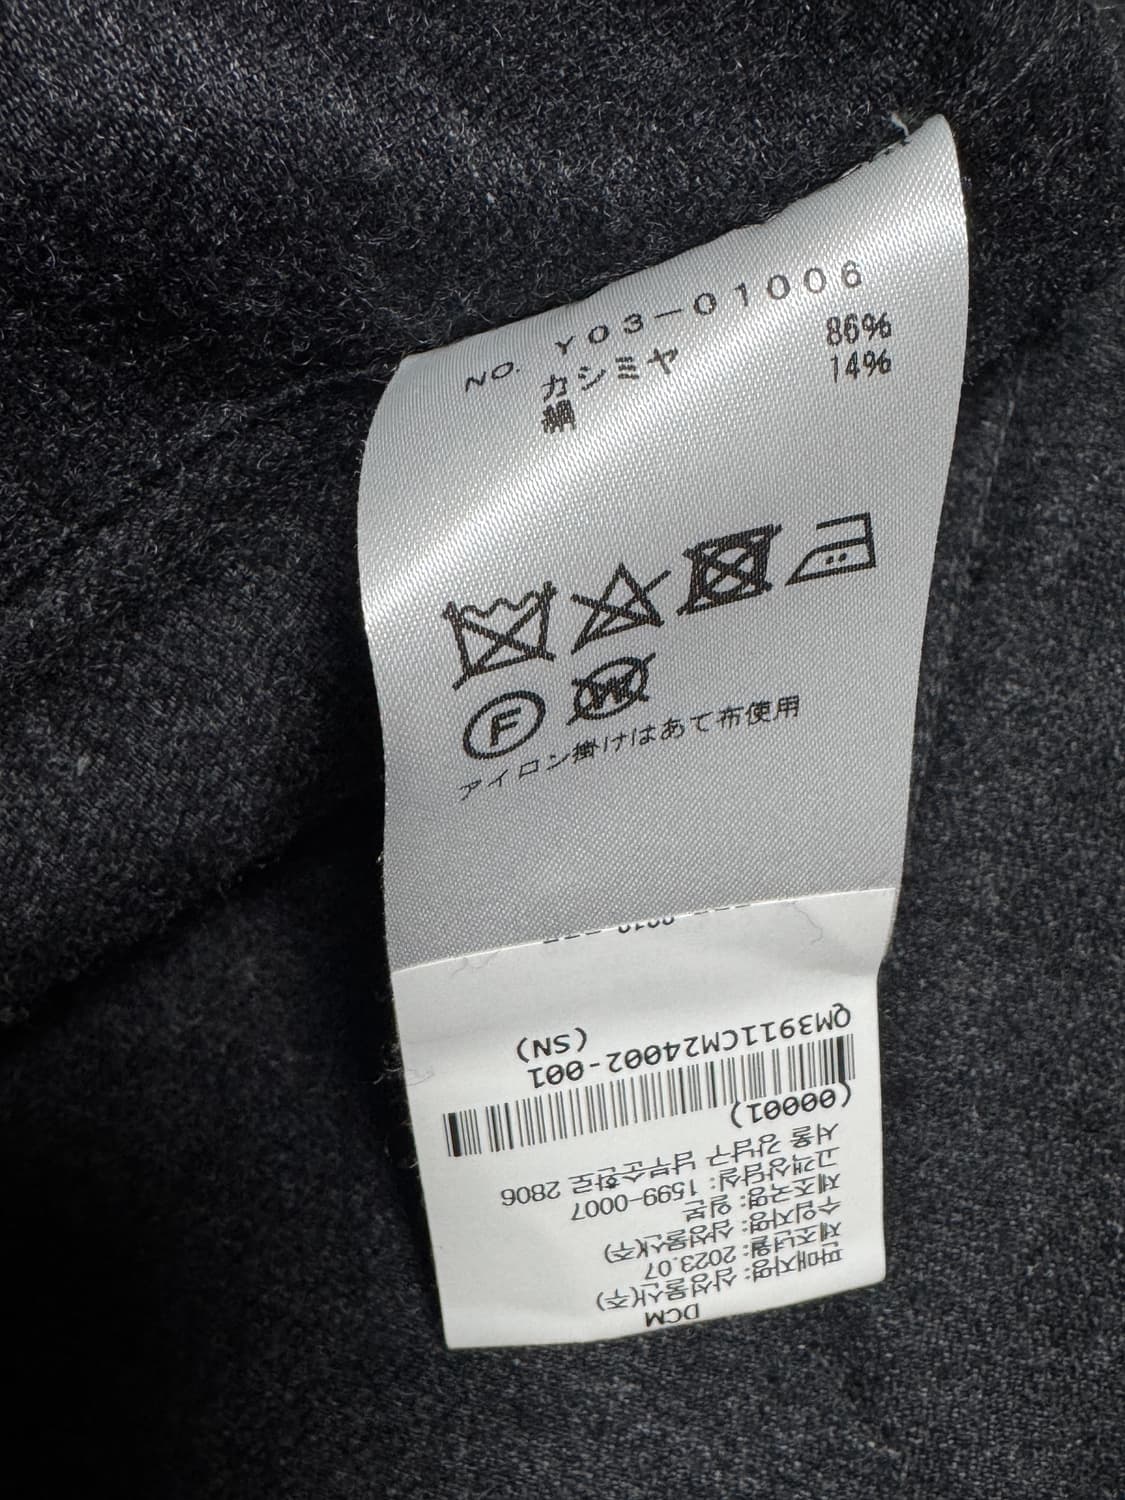 NO. Y03-01006
カシミヤ 86%
絹 14%
F
W
アイロン掛けはあて布使用
DCM
판매자명: 삼성물산(주)
제조년월: 2023.07
수입자명: 삼성물산(주)
제조국명: 일본
고객상담실: 1599-0007
서울 강남구 남부순환로 2806
(00001)
QM3911CM24002-001
(SN)